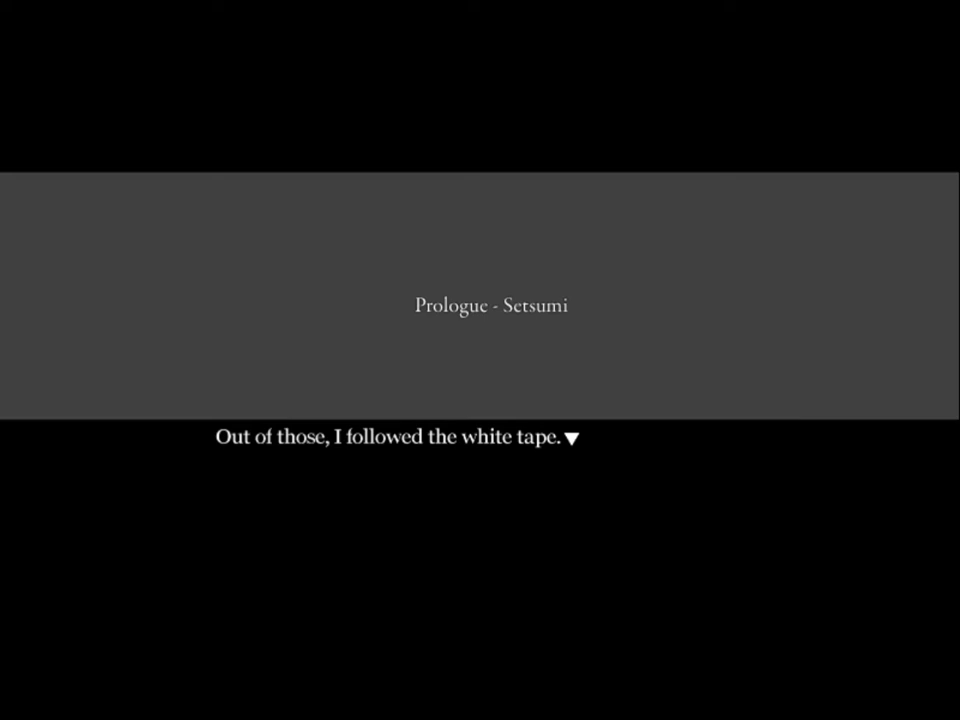 Prologue - Setsumi
Out of those, I followed the white tape.